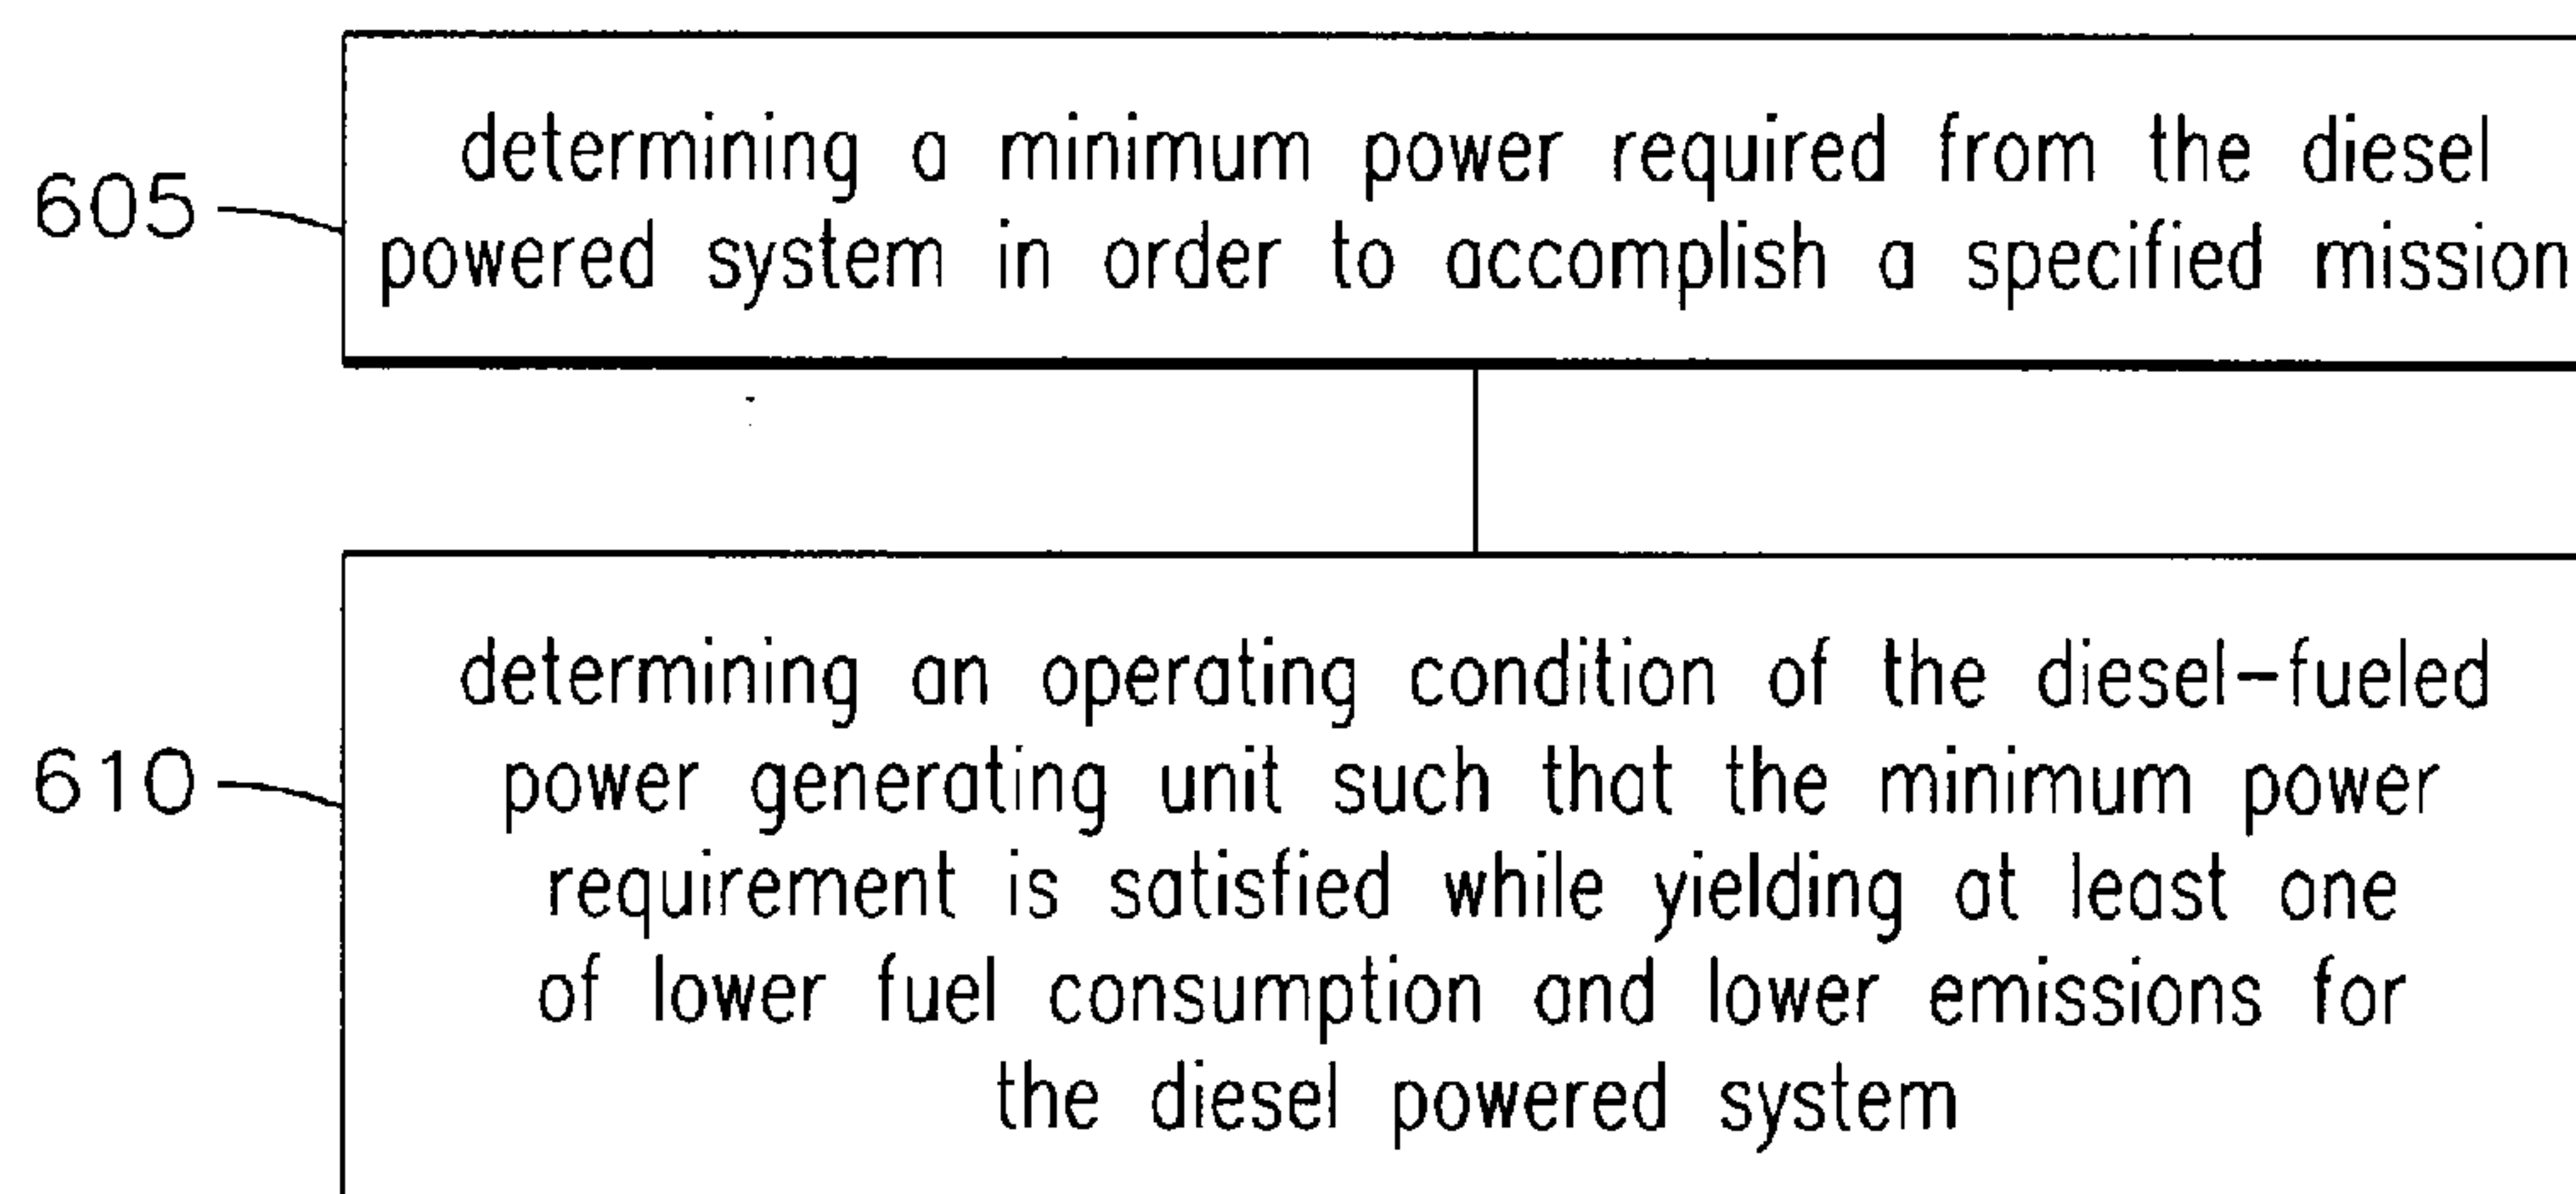 determining a minimum power required from the diesel
605
powered system in order to accomplish a specified mission
determining an operating condition of the diesel-fueled
610
power generating unit such that the minimum power
requirement is satisfied while yielding at least one
of lower fuel consumption and lower emissions for
the diesel powered system